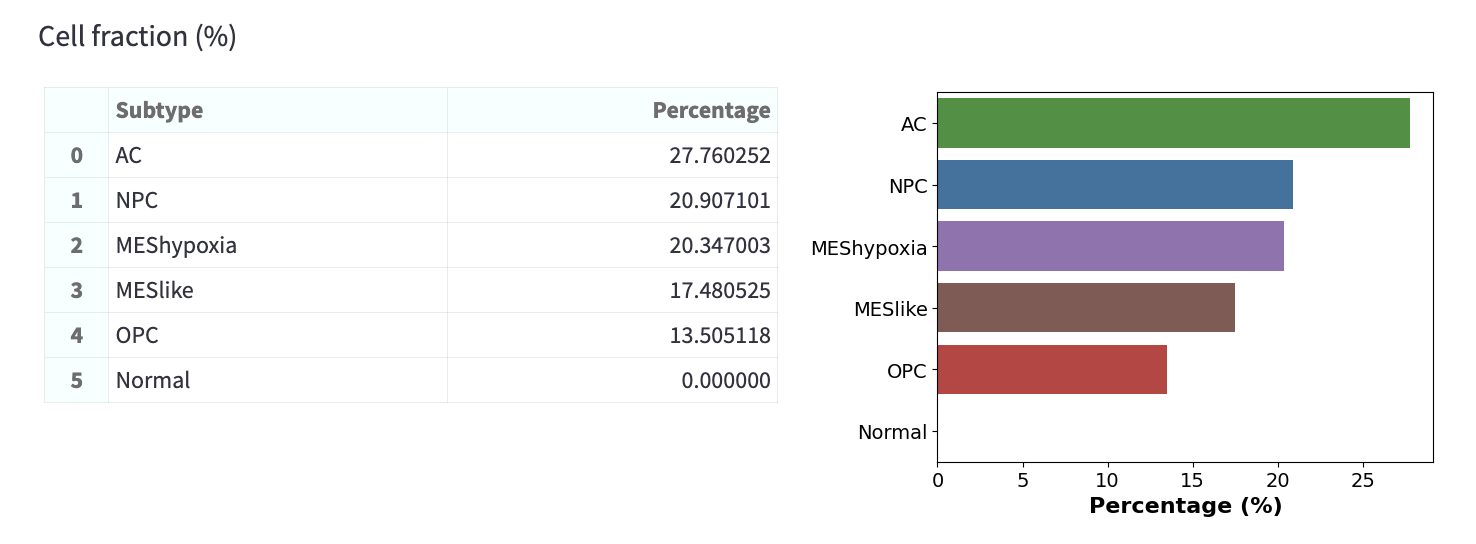 Cell fraction (%)
Subtype Percentage
0 AC 27.760252
1 NPC 20.907101
2 MEShypoxia 20.347003
3 MESlike 17.480525
4 OPC 13.505118
5 Normal 0.000000
AC
NPC
MEShypoxia
MESlike
OPC
Normal
0 5 10 15 20 25
Percentage (%)